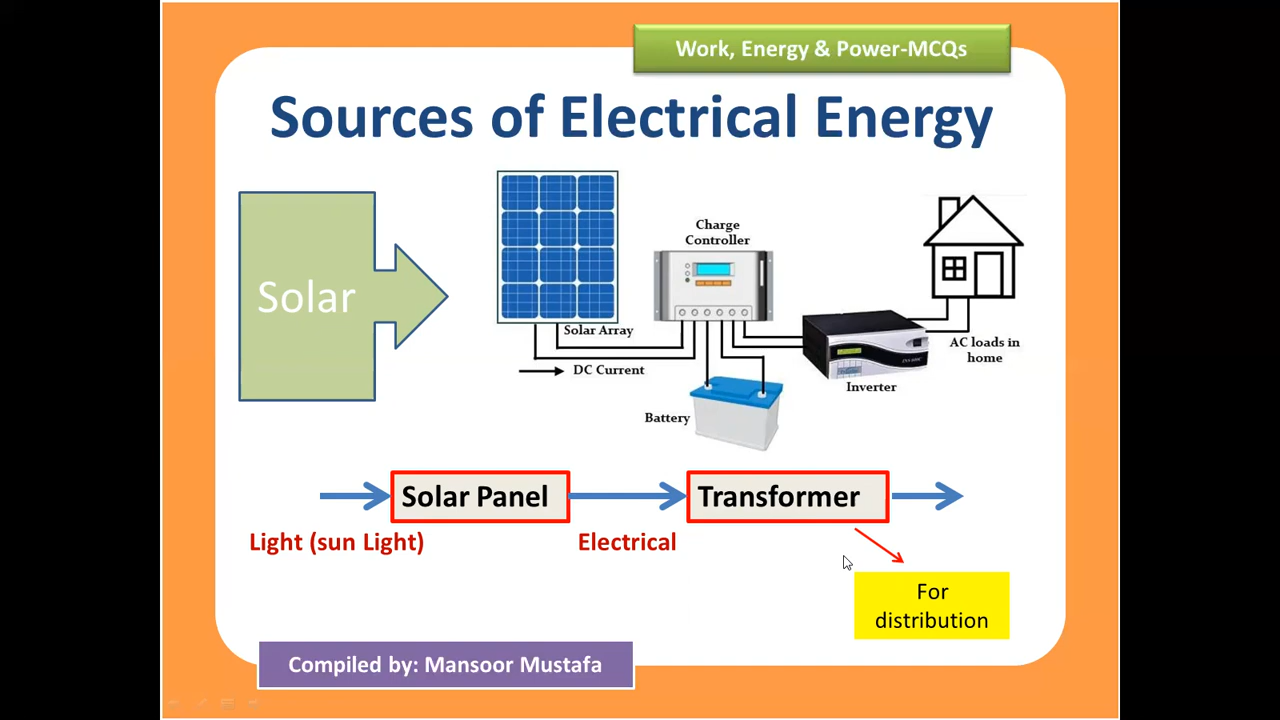 Work, Energy & Power-MCQs
Sources of Electrical Energy
Solar
Charge
Controller
Solar Array
DC Current
Battery
Inverter
AC loads in
home
Solar Panel
Transformer
Light (sun Light)
Electrical
For
distribution
Compiled by: Mansoor Mustafa